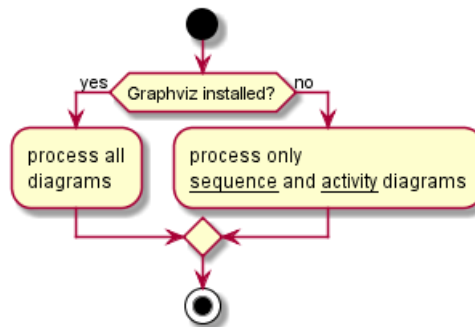 yes
Graphviz installed?
no
process all
diagrams
process only
sequence and activity diagrams